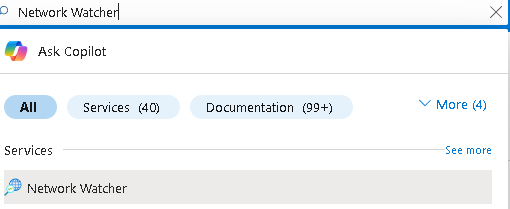 Network Watcher
Ask Copilot
All Services (40) Documentation (99+) More (4)
Services See more
Network Watcher